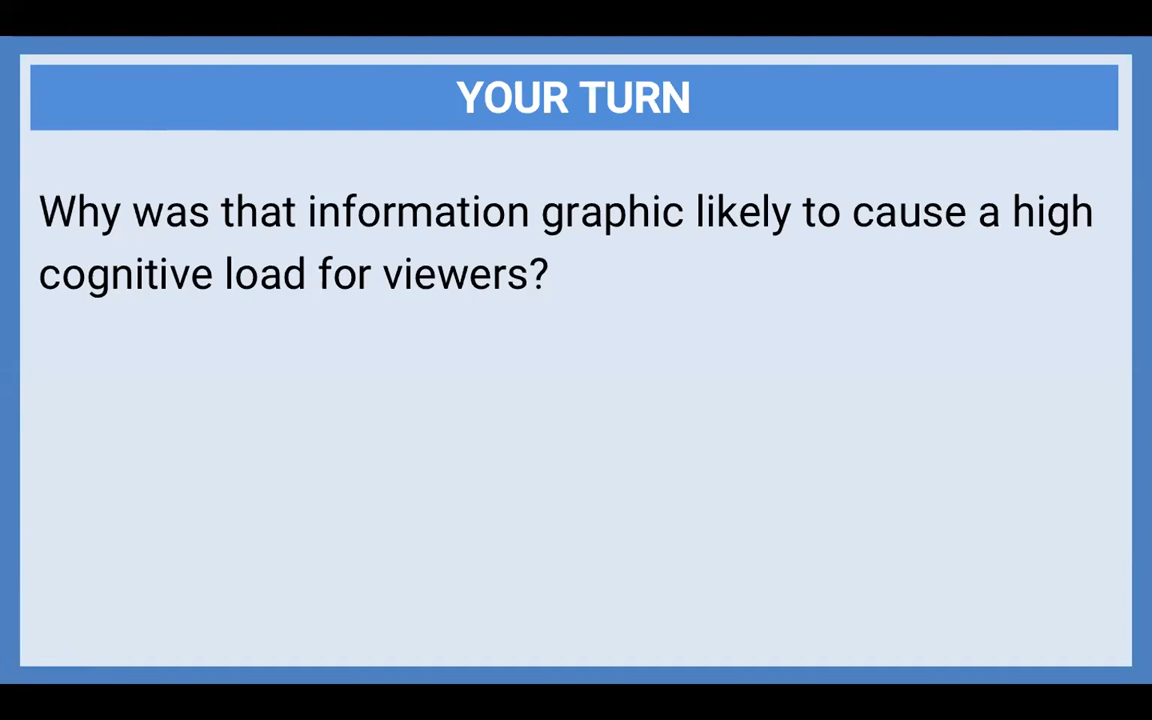 YOUR TURN
Why was that information graphic likely to cause a high
cognitive load for viewers?